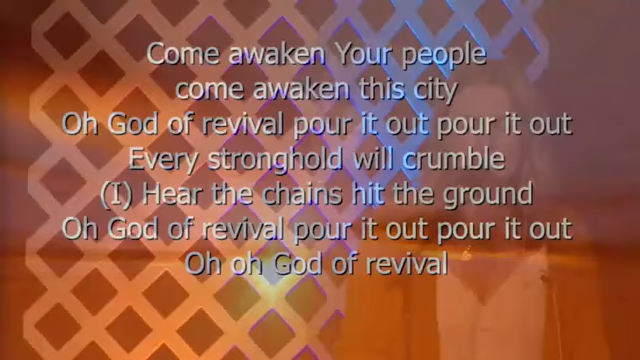 Come awaken Your people
come awaken this city
Oh God of revival pour it out pour it out
Every stronghold will crumble
(I) Hear the chains hit the ground
Oh God of revival pour it out pour it out
Oh oh God of revival